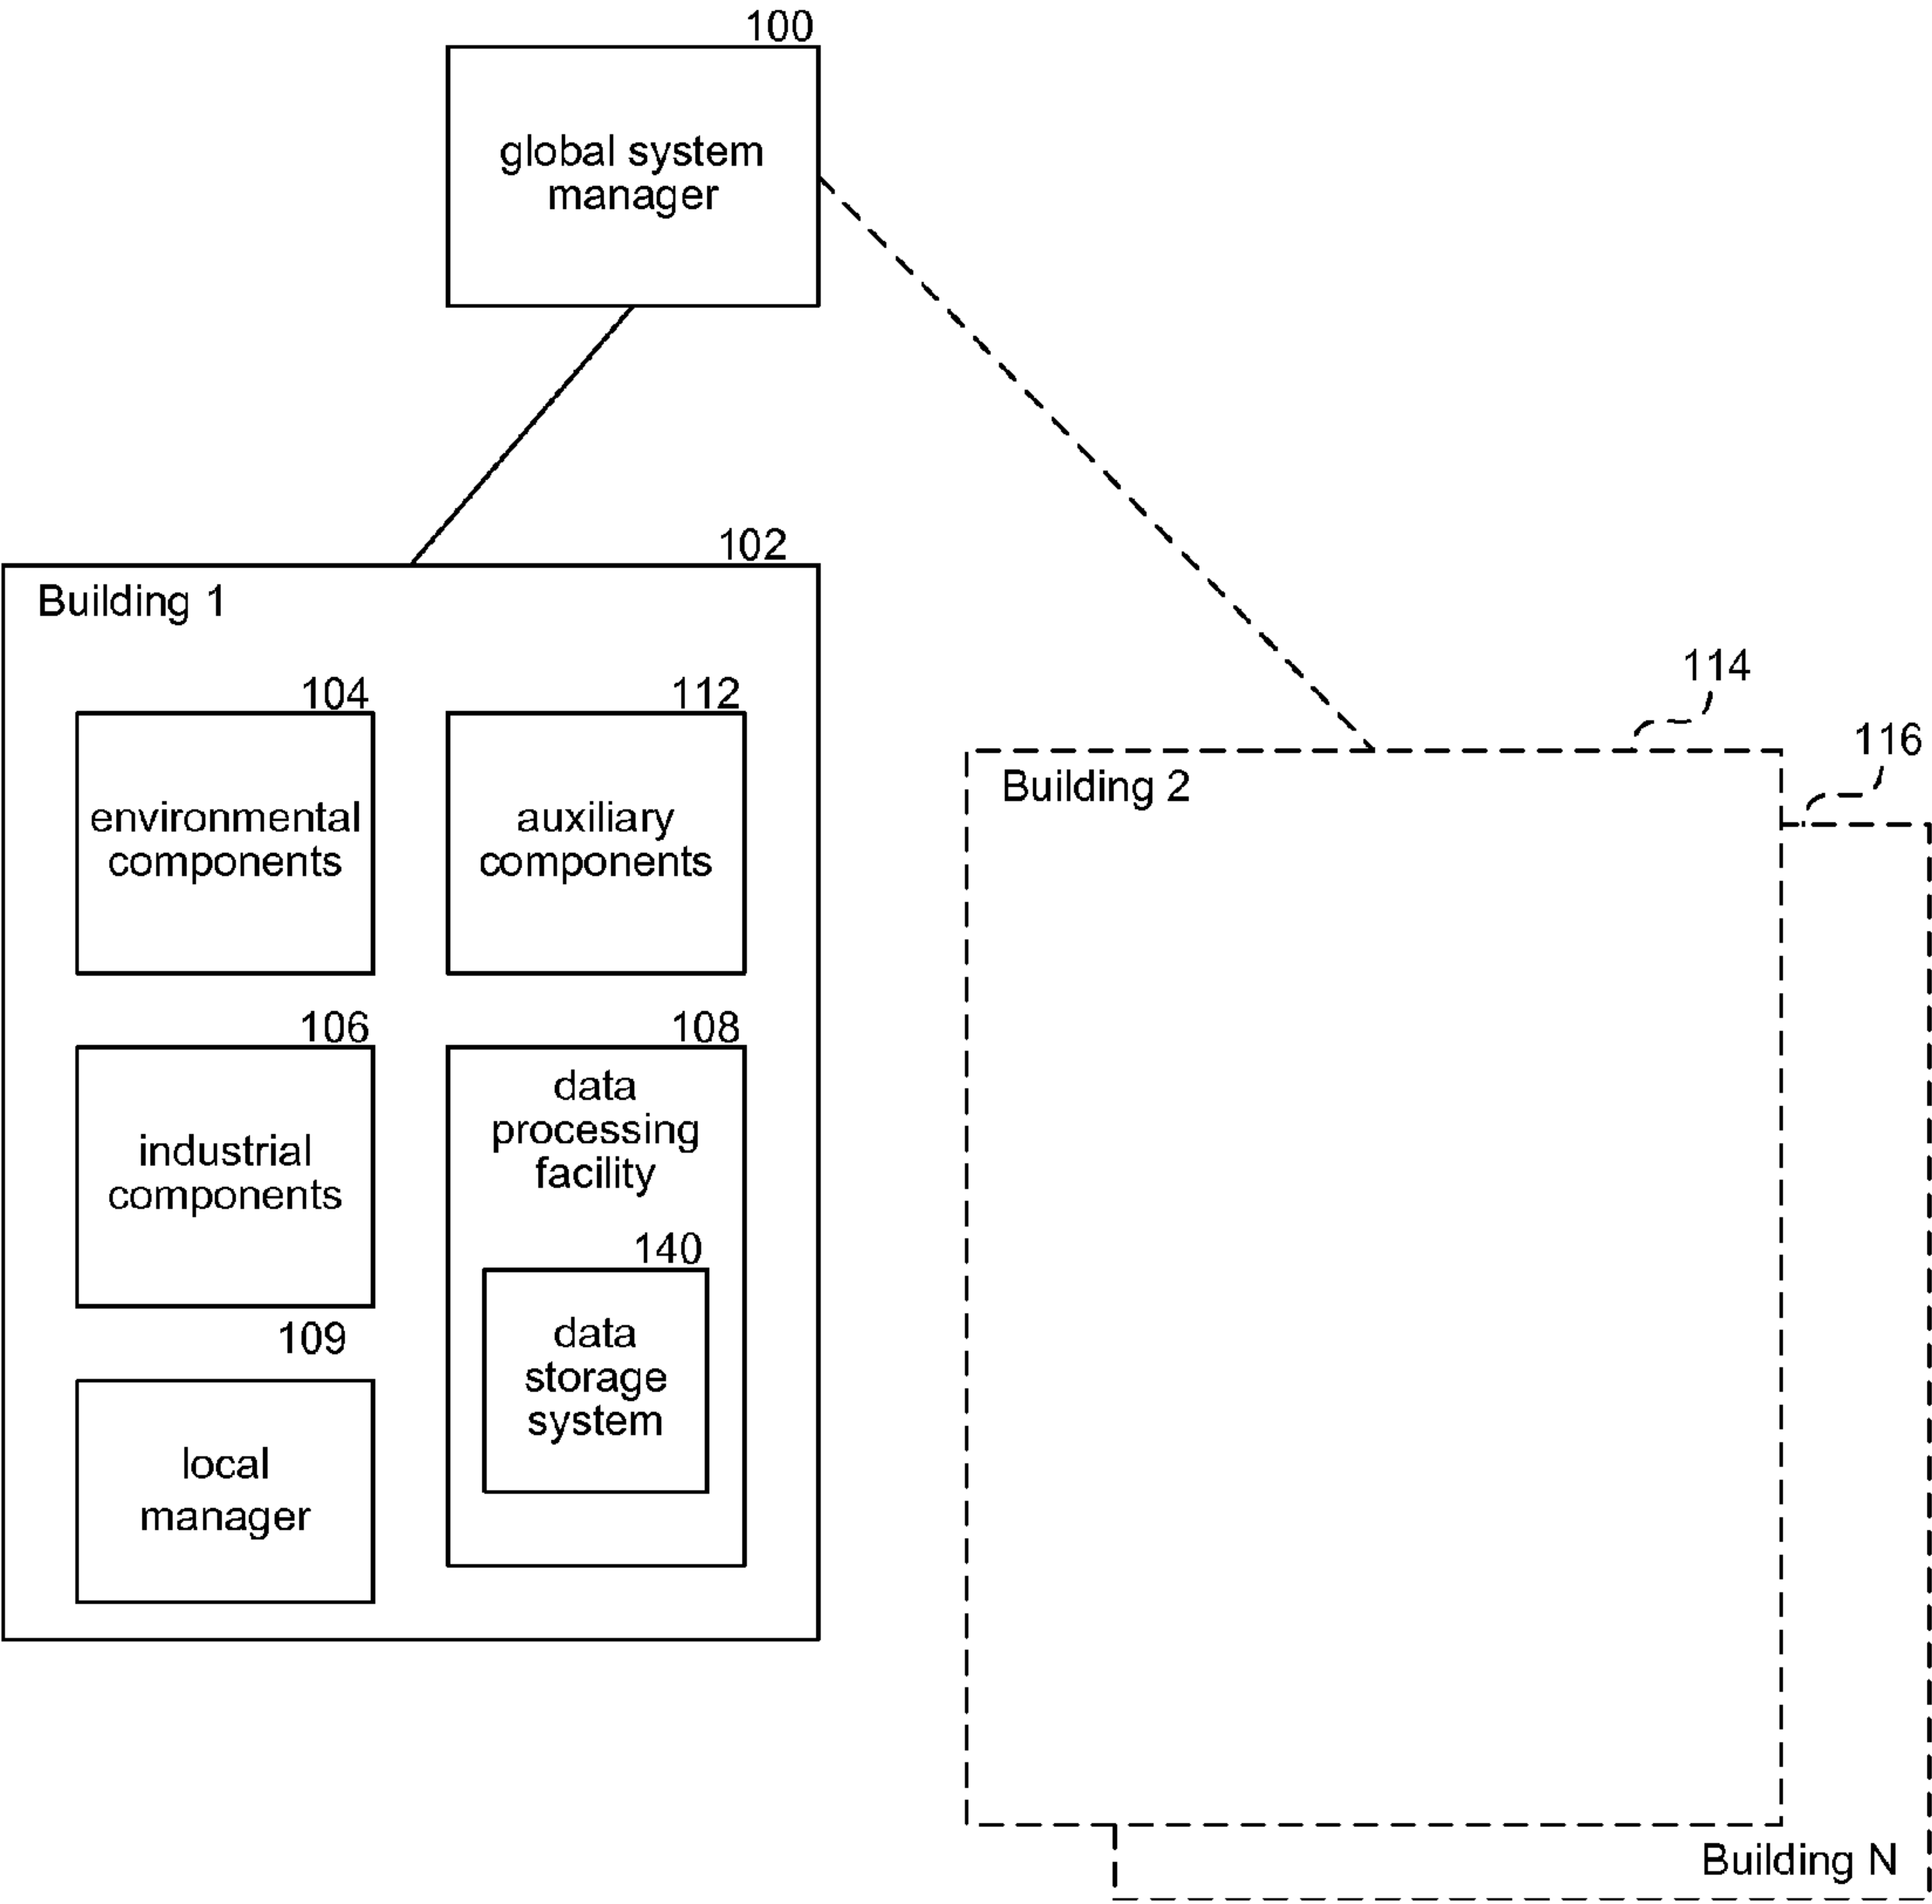 100
global system
manager
102
Building 1
104
environmental
components
112
auxiliary
components
106
industrial
components
108
data
processing
facility
140
data
storage
system
109
local
manager
114
Building 2
116
Building N